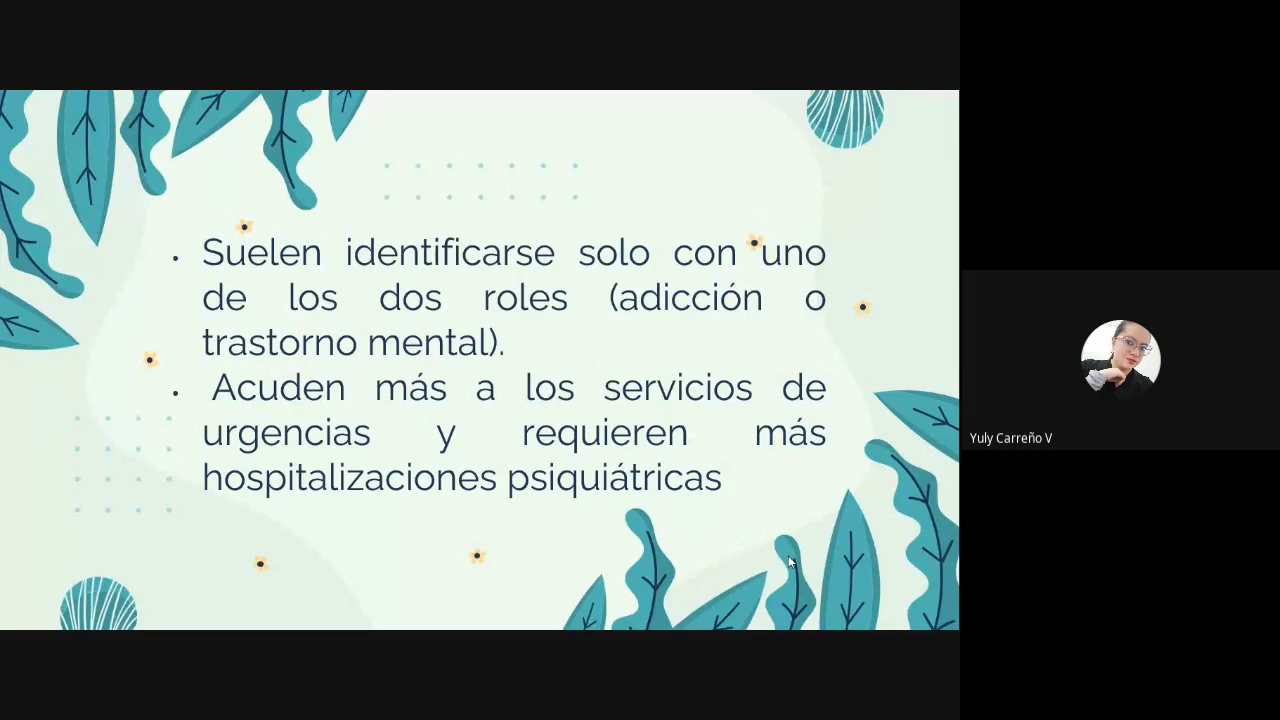 • Suelen identificarse solo con uno
de los dos roles (adicción o
trastorno mental).
• Acuden más a los servicios de
urgencias y requieren más
hospitalizaciones psiquiátricas
Yuly Carreño V